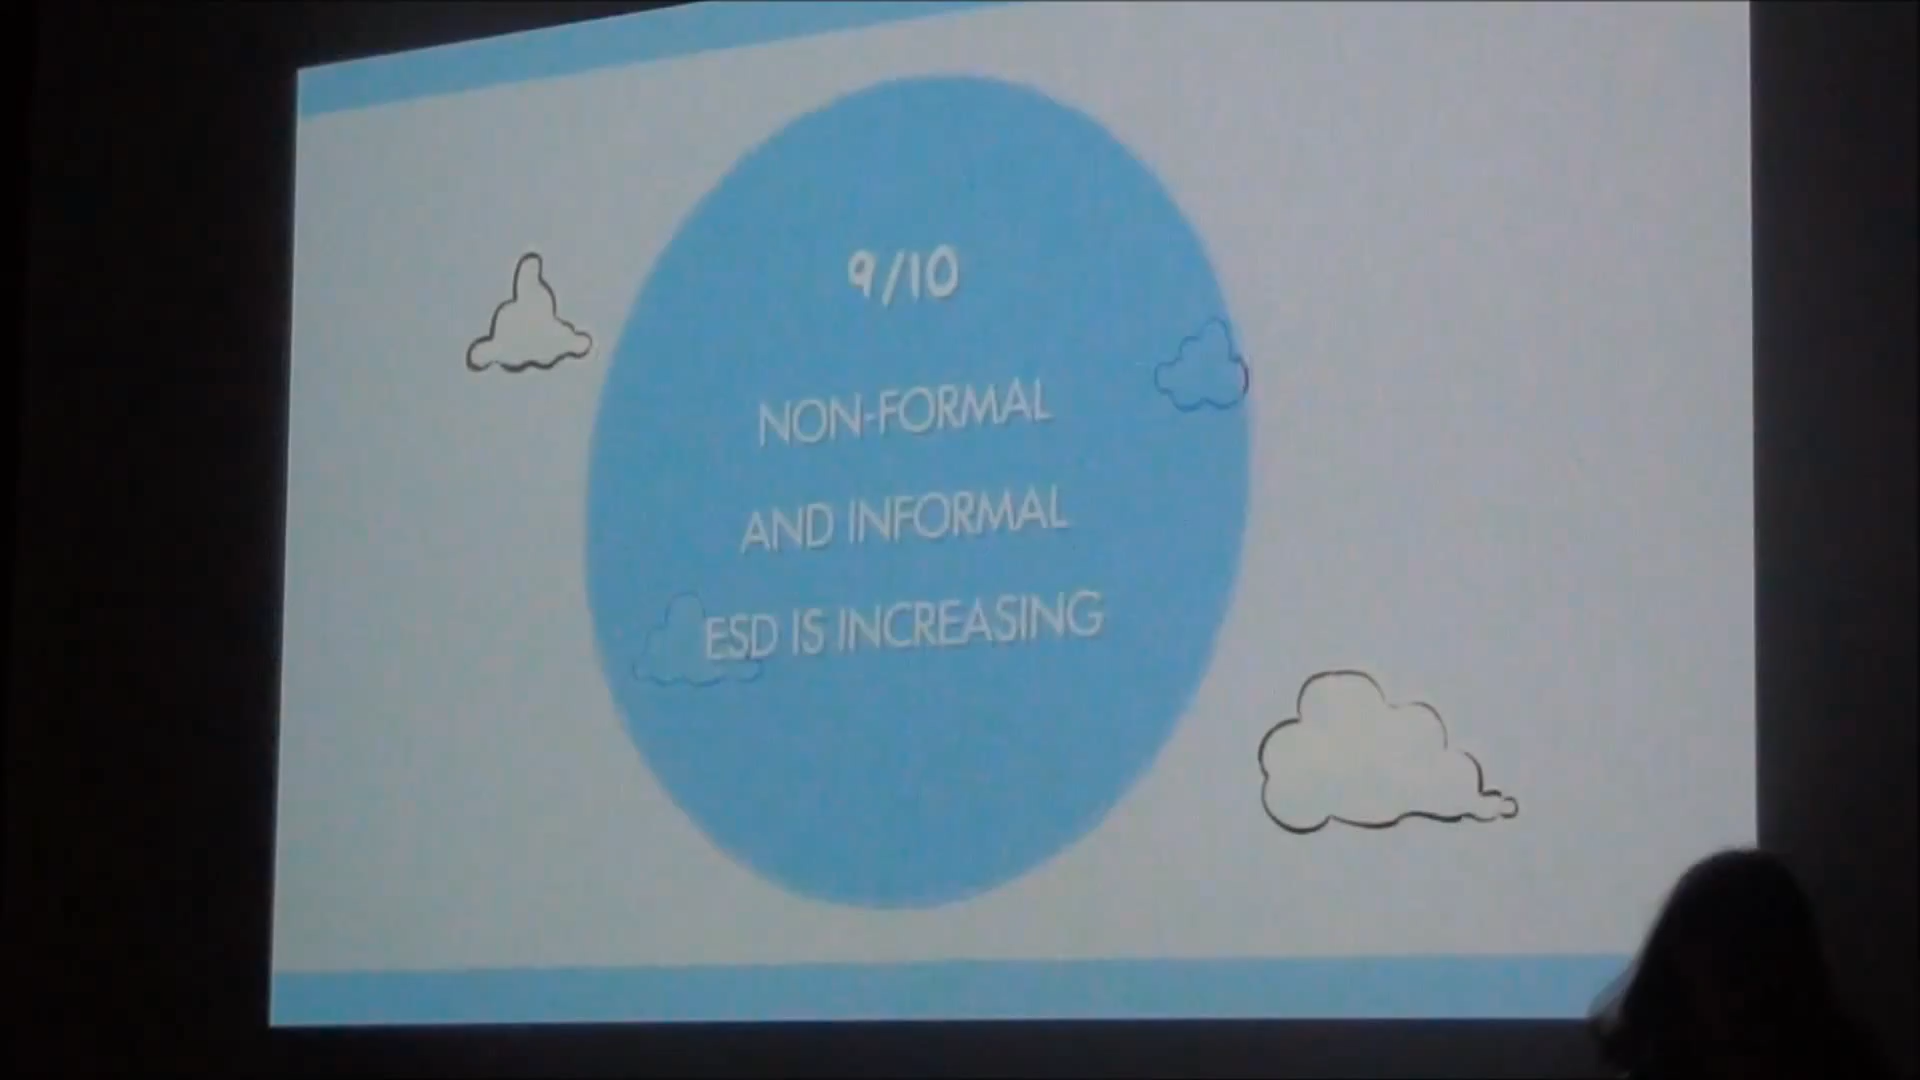 9/10
NON-FORMAL
AND INFORMAL
ESD IS INCREASING